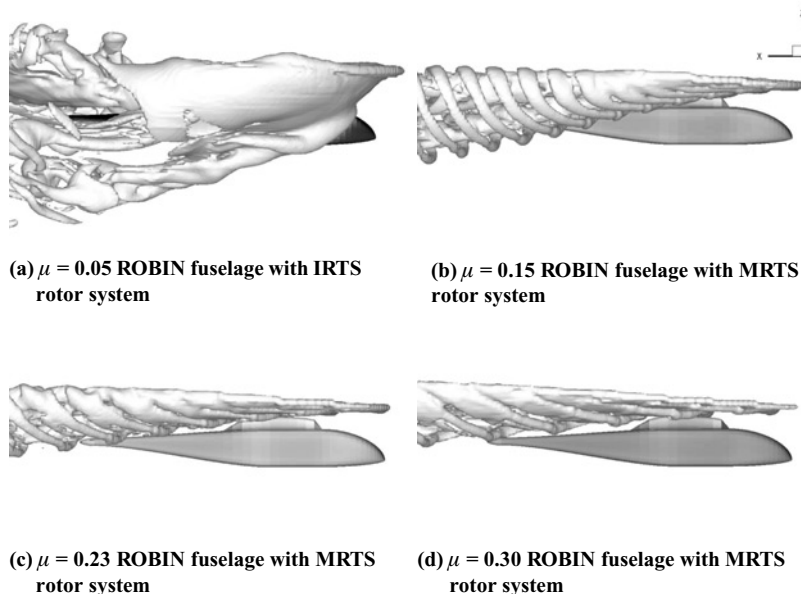 x
(a) μ = 0.05 ROBIN fuselage with IRTS
rotor system
(b) μ = 0.15 ROBIN fuselage with MRTS
rotor system
(c) μ = 0.23 ROBIN fuselage with MRTS
rotor system
(d) μ = 0.30 ROBIN fuselage with MRTS
rotor system